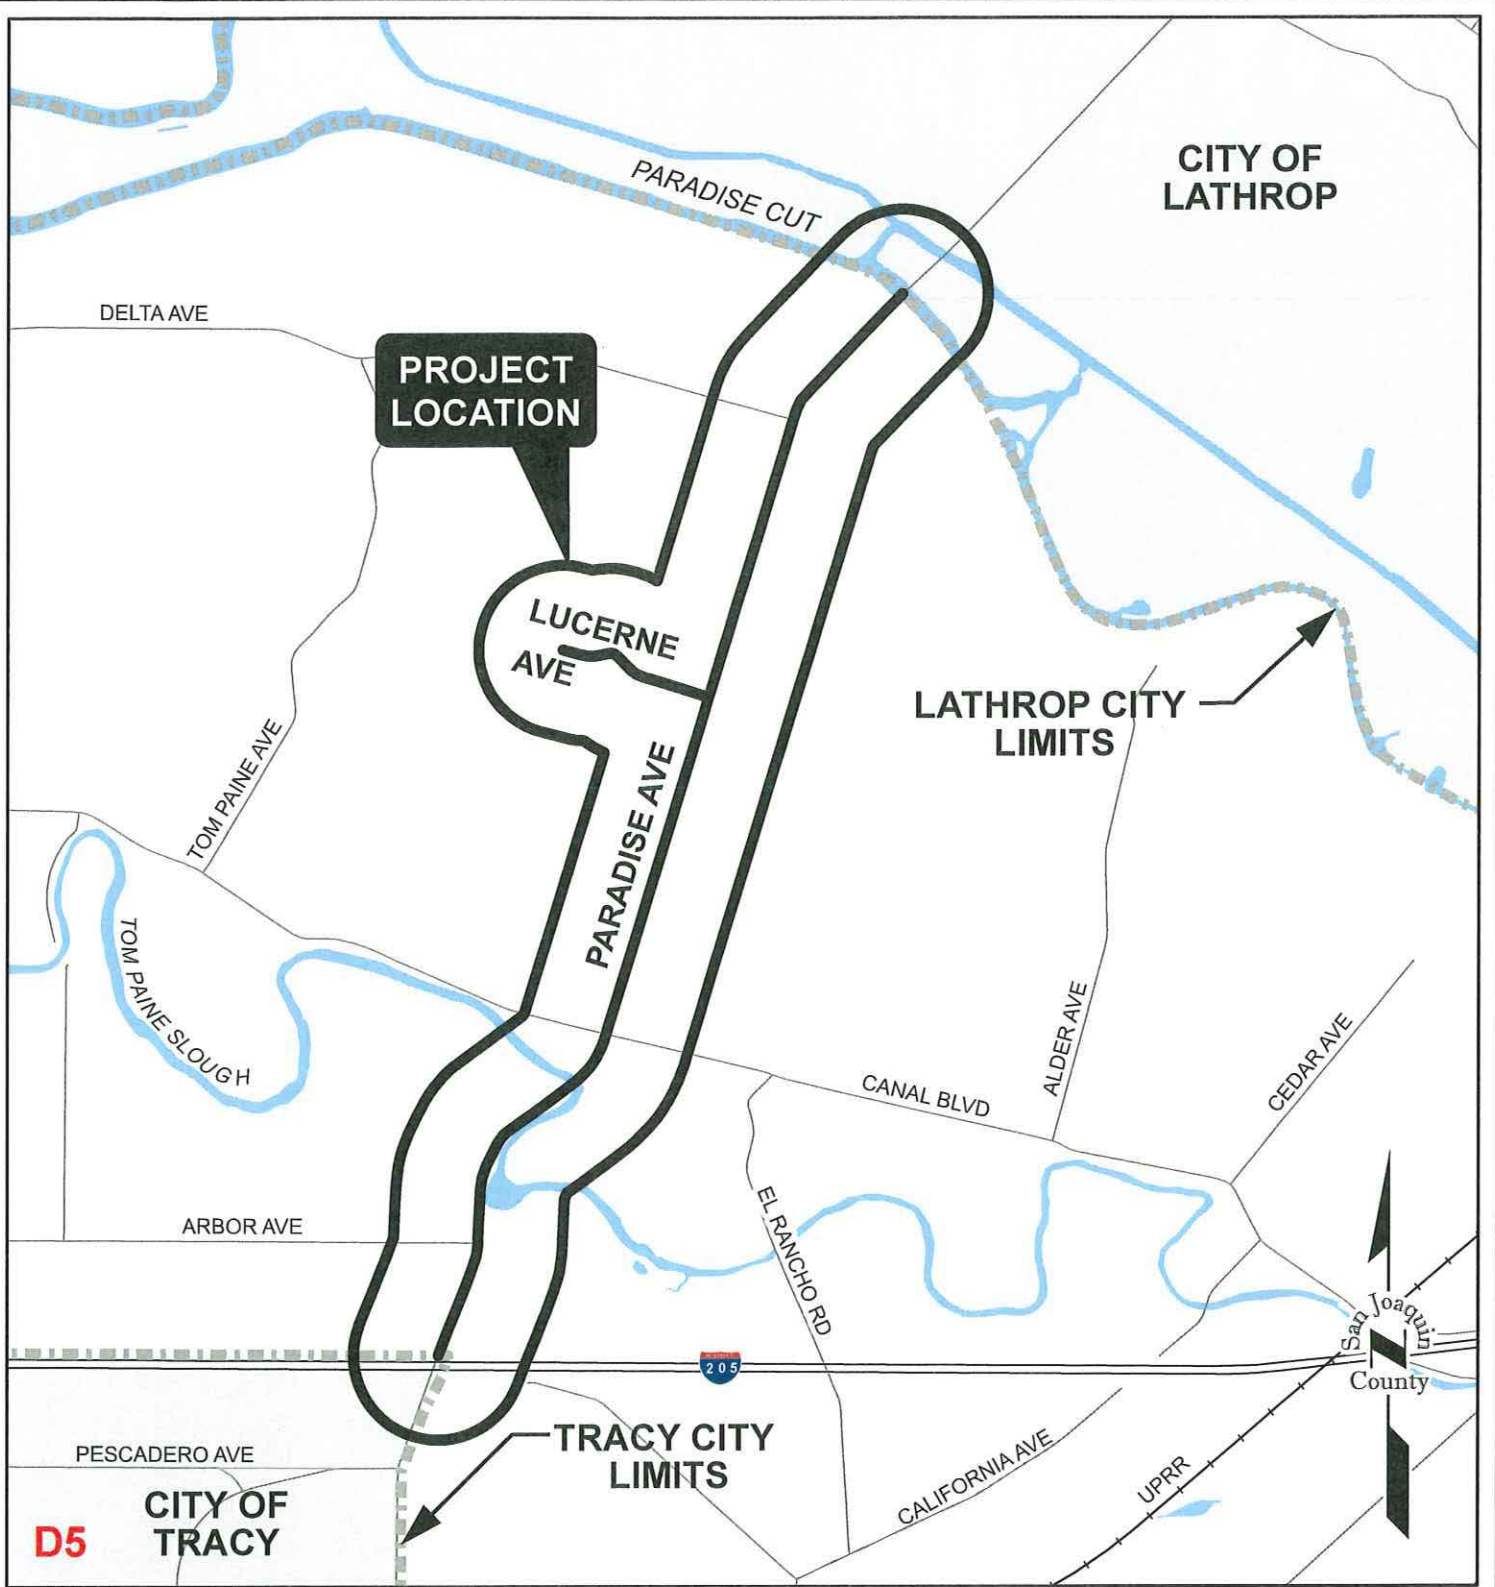 CITY OF
LATHROP
PARADISE CUT
DELTA AVE
PROJECT
LOCATION
LUCERNE
AVE
LATHROP CITY
LIMITS
TOM PAINE AVE
PARADISE AVE
TOM PAINE SLOUGH
ALDER AVE
CEDAR AVE
CANAL BLVD
ARBOR AVE
EL RANCHO RD
San Joaquin
N
County
205
TRACY CITY
LIMITS
PESCADERO AVE
CALIFORNIA AVE
UPRR
CITY OF
TRACY
D5